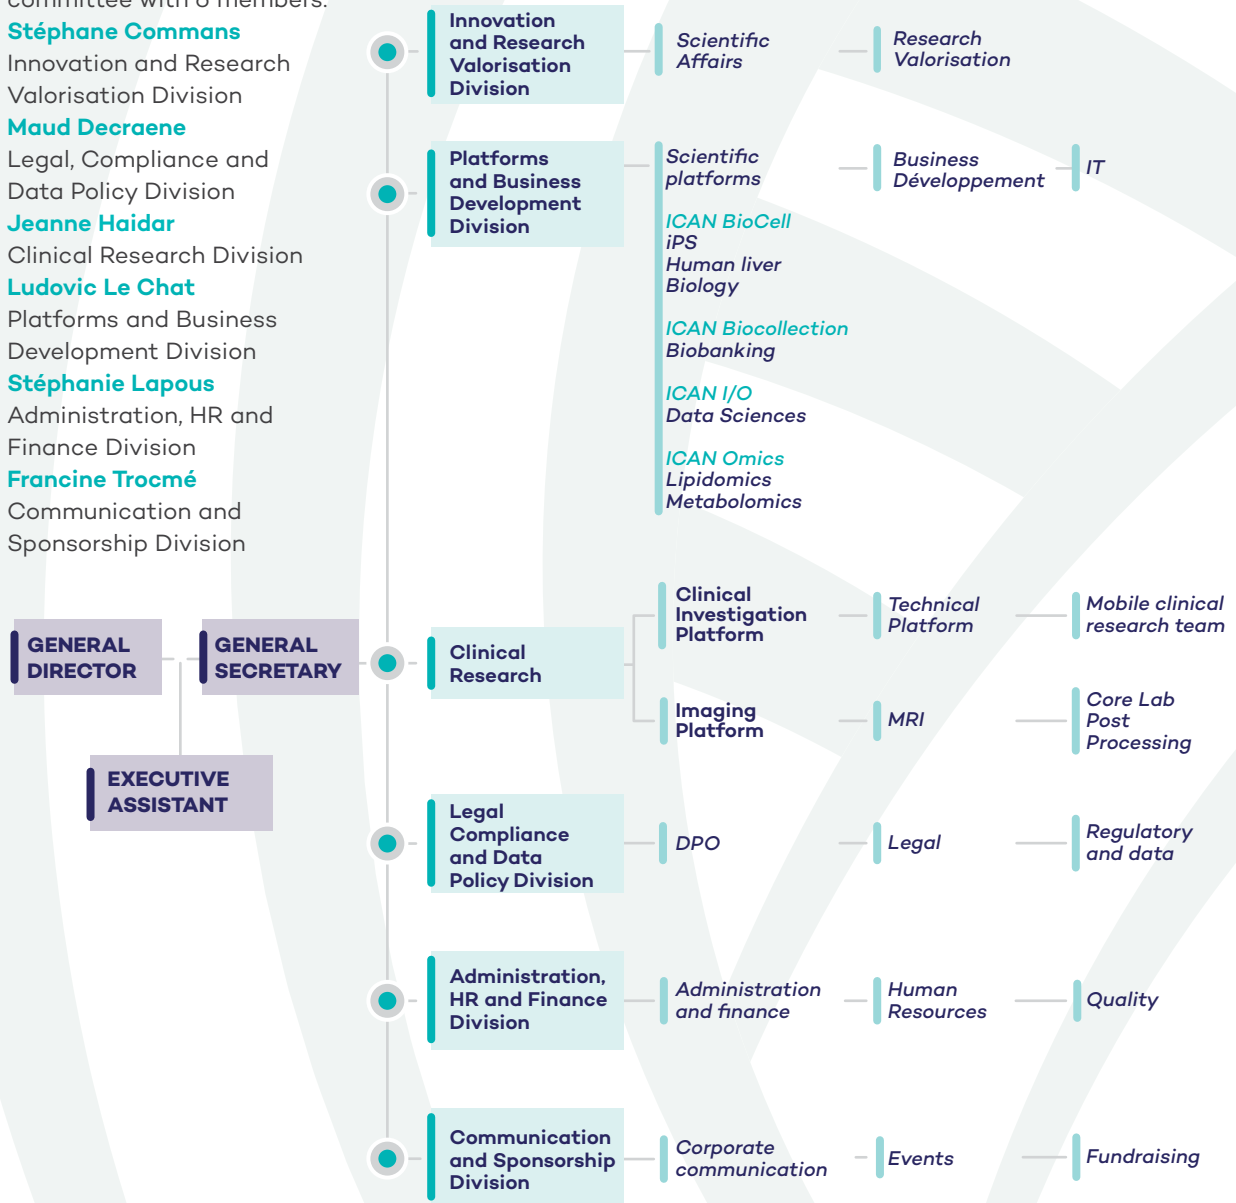 committee with 6 members:
Stéphane Commans
Innovation and Research
Valorisation Division
Maud Decraene
Legal, Compliance and
Data Policy Division
Jeanne Haidar
Clinical Research Division
Ludovic Le Chat
Platforms and Business
Development Division
Stéphanie Lapous
Administration, HR and
Finance Division
Francine Trocmé
Communication and
Sponsorship Division
GENERAL
DIRECTOR
GENERAL
SECRETARY
EXECUTIVE
ASSISTANT
Innovation
and Research
Valorisation
Division
Scientific
Affairs
Research
Valorisation
Platforms
and Business
Development
Division
Scientific
platforms
ICAN BioCell
iPS
Human liver
Biology
ICAN Biocollection
Biobanking
ICAN I/O
Data Sciences
ICAN Omics
Lipidomics
Metabolomics
Business
Développement
IT
Clinical
Research
Clinical
Investigation
Platform
Technical
Platform
Mobile clinical
research team
Imaging
Platform
MRI
Core Lab
Post
Processing
Legal
Compliance
and Data
Policy Division
DPO
Legal
Regulatory
and data
Administration,
HR and Finance
Division
Administration
and finance
Human
Resources
Quality
Communication
and Sponsorship
Division
Corporate
communication
Events
Fundraising